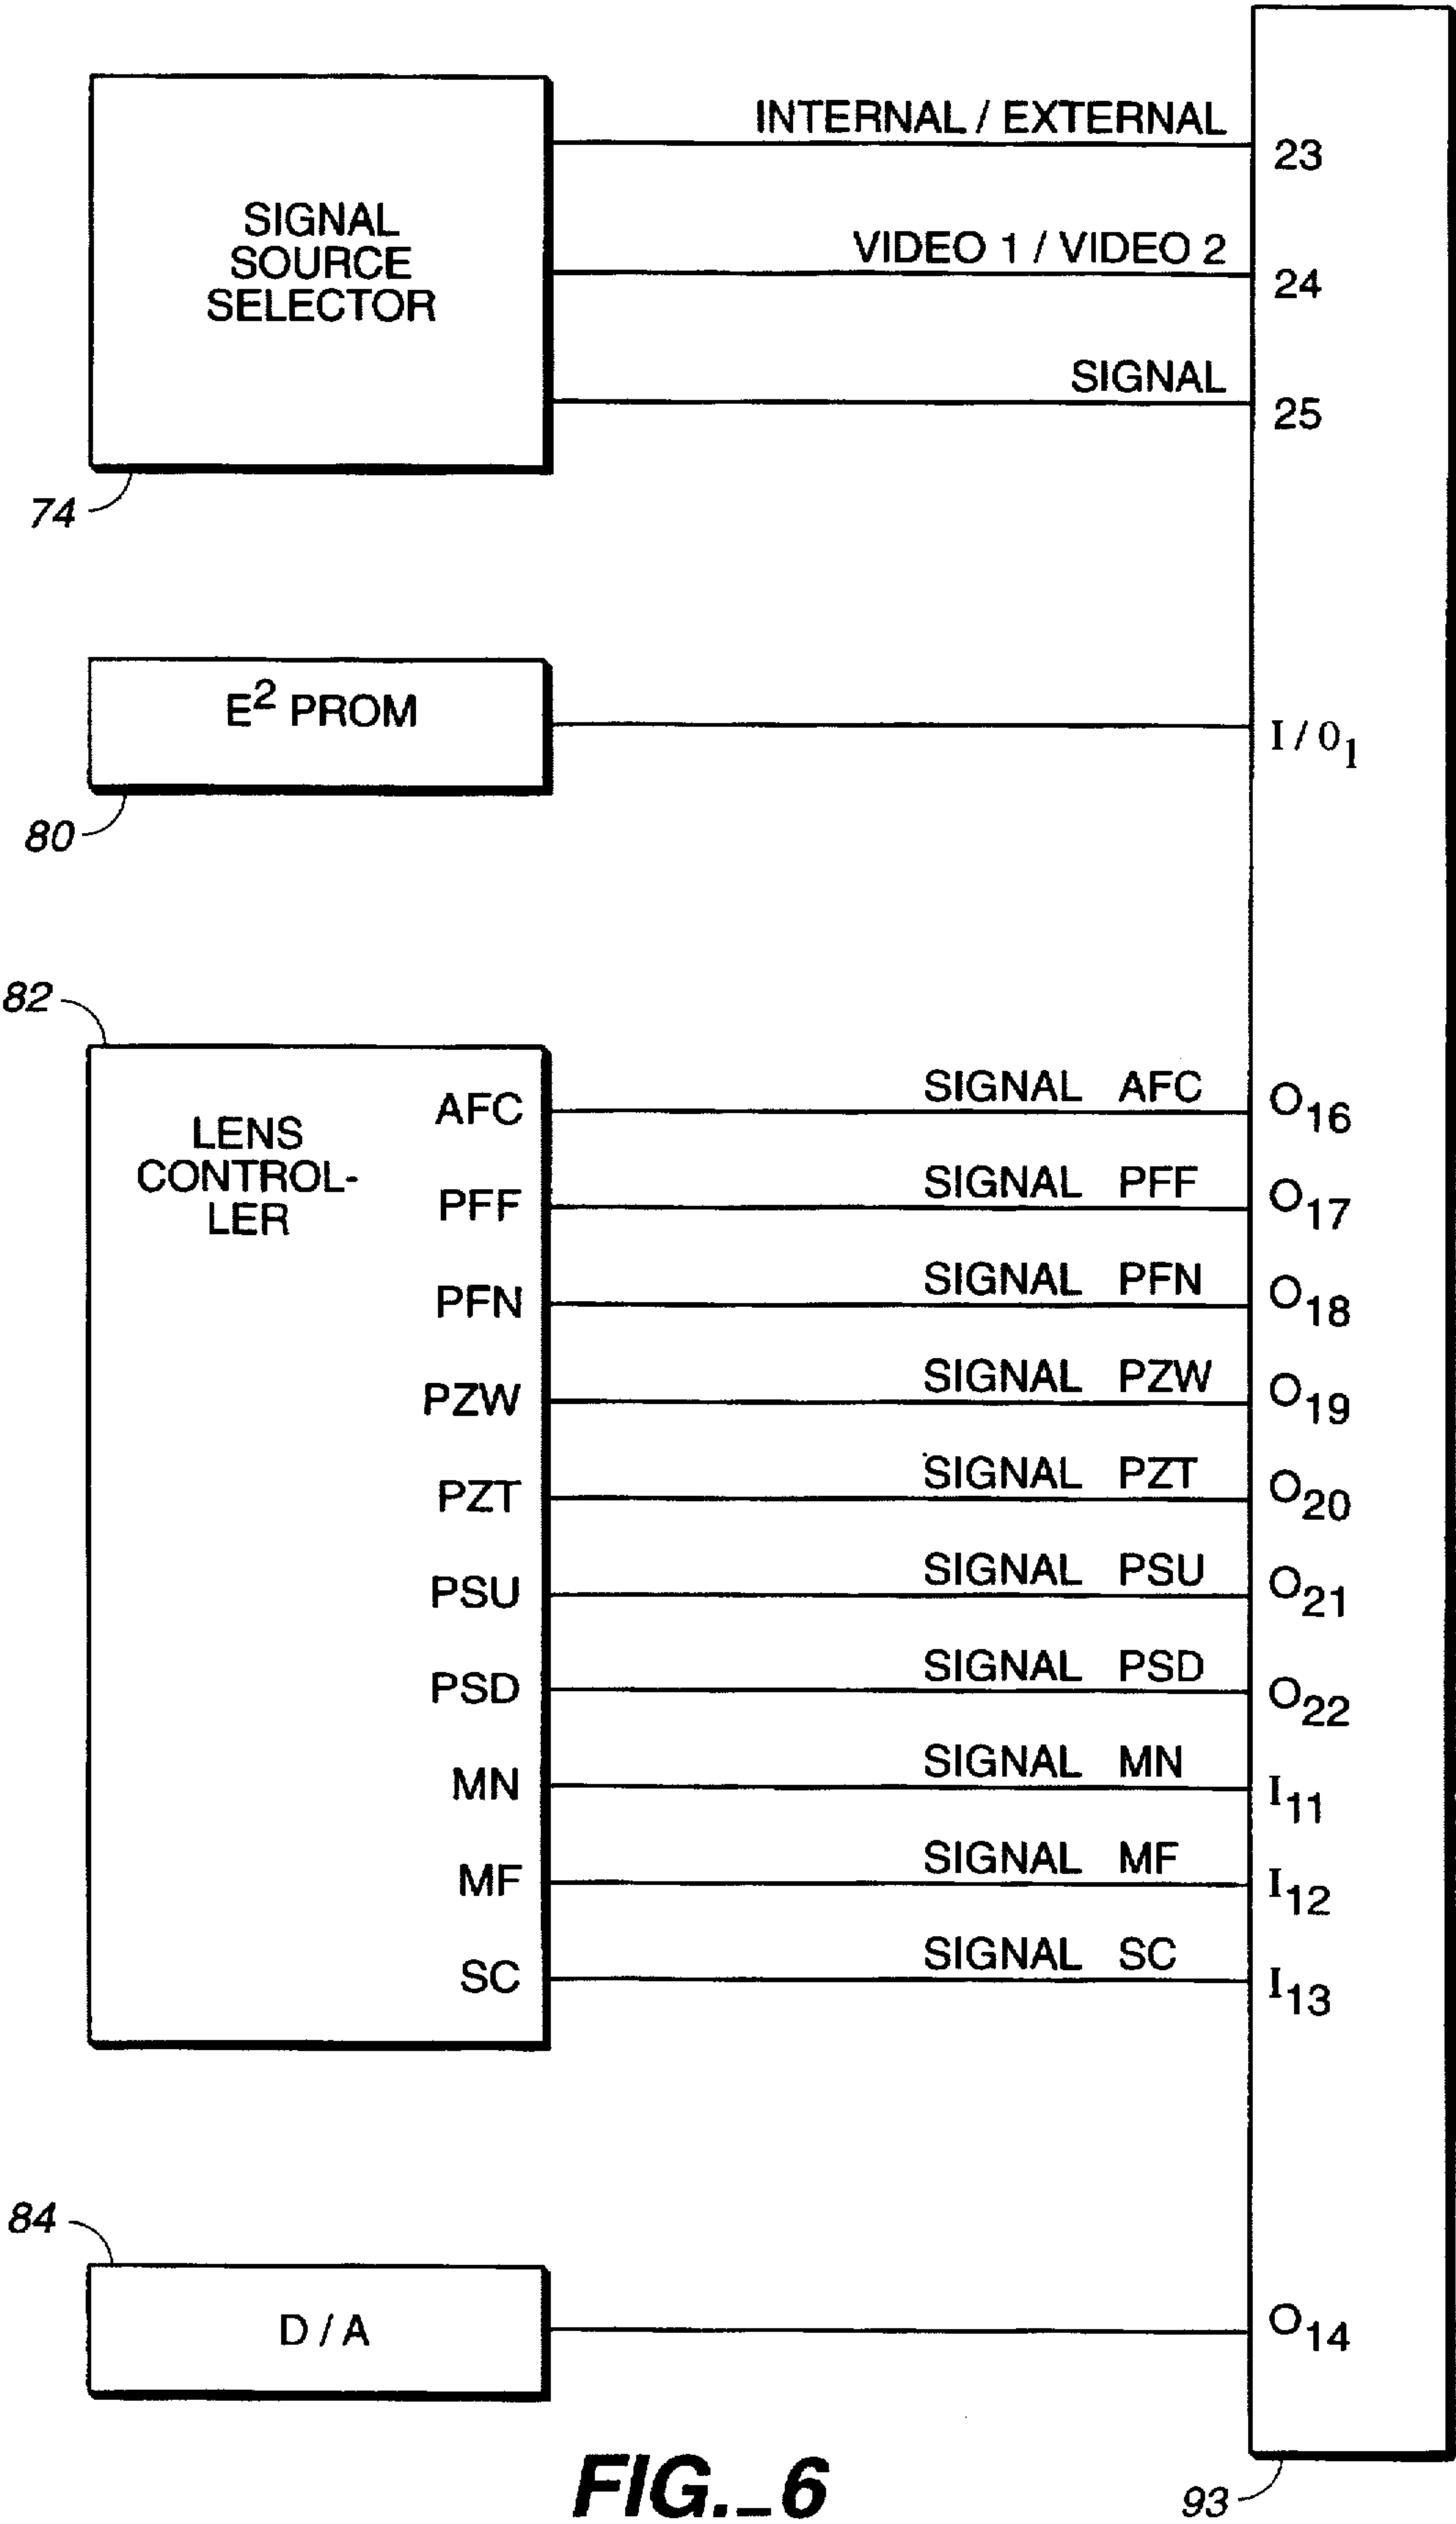 INTERNAL / EXTERNAL
23
SIGNAL
SOURCE
SELECTOR
VIDEO 1 / VIDEO 2
24
SIGNAL
25
74
E² PROM
I / O₁
80
82
LENS
CONTROL-
LER
AFC SIGNAL AFC O₁₆
PFF SIGNAL PFF O₁₇
PFN SIGNAL PFN O₁₈
PZW SIGNAL PZW O₁₉
PZT SIGNAL PZT O₂₀
PSU SIGNAL PSU O₂₁
PSD SIGNAL PSD O₂₂
MN SIGNAL MN I₁₁
MF SIGNAL MF I₁₂
SC SIGNAL SC I₁₃
84
D / A
O₁₄
FIG._6
93